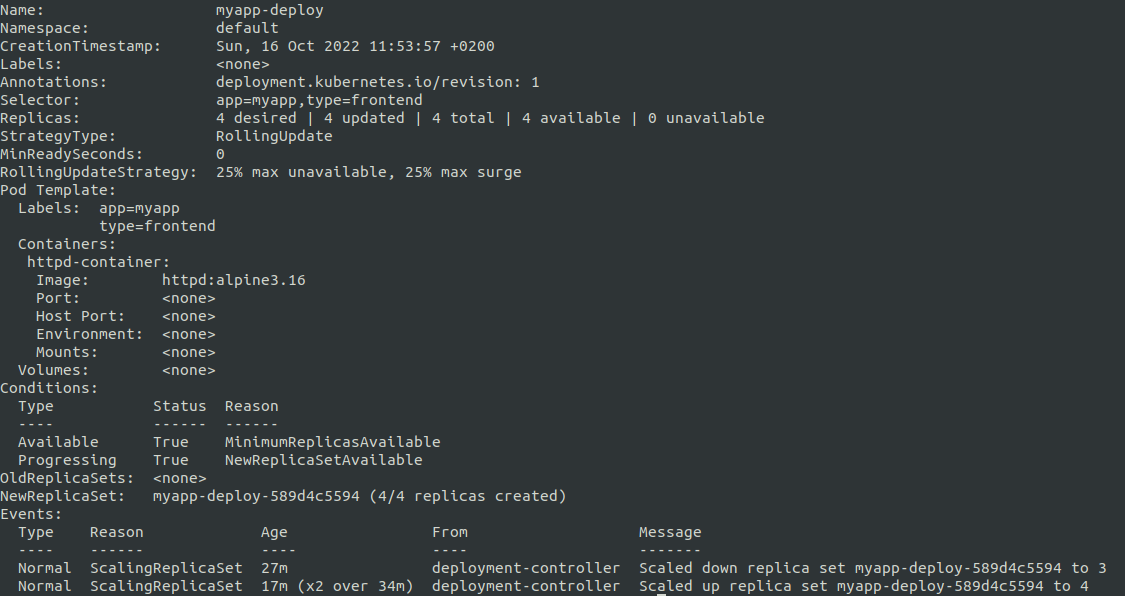 Name:                   myapp-deploy
Namespace:              default
CreationTimestamp:      Sun, 16 Oct 2022 11:53:57 +0200
Labels:                 <none>
Annotations:            deployment.kubernetes.io/revision: 1
Selector:               app=myapp,type=frontend
Replicas:               4 desired | 4 updated | 4 total | 4 available | 0 unavailable
StrategyType:           RollingUpdate
MinReadySeconds:        0
RollingUpdateStrategy:  25% max unavailable, 25% max surge
Pod Template:
  Labels:  app=myapp
           type=frontend
  Containers:
   httpd-container:
    Image:        httpd:alpine3.16
    Port:         <none>
    Host Port:    <none>
    Environment:  <none>
    Mounts:       <none>
  Volumes:        <none>
Conditions:
  Type           Status  Reason
  ----           ------  ------
  Available      True    MinimumReplicasAvailable
  Progressing    True    NewReplicaSetAvailable
OldReplicaSets:  <none>
NewReplicaSet:   myapp-deploy-589d4c5594 (4/4 replicas created)
Events:
  Type    Reason             Age                From                   Message
  ----    ------             ----               ----                   -------
  Normal  ScalingReplicaSet  27m                deployment-controller  Scaled down replica set myapp-deploy-589d4c5594 to 3
  Normal  ScalingReplicaSet  17m (x2 over 34m)  deployment-controller  Scaled up replica set myapp-deploy-589d4c5594 to 4